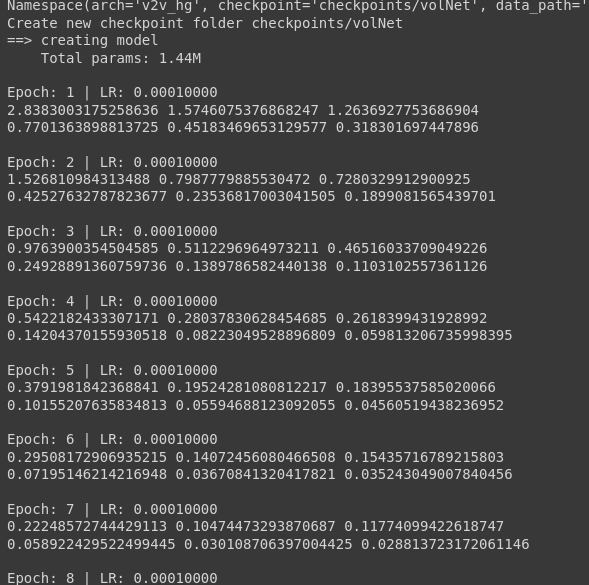 Namespace(arch='v2v_hg', checkpoint='checkpoints/volNet', data_path='
Create new checkpoint folder checkpoints/volNet
==> creating model
    Total params: 1.44M

Epoch: 1 | LR: 0.00010000
2.8383003175258636 1.5746075376868247 1.2636927753686904
0.7701363898813725 0.45183469653129577 0.318301697447896

Epoch: 2 | LR: 0.00010000
1.526810984313488 0.7987779885530472 0.7280329912900925
0.42527632787823677 0.23536817003041505 0.1899081565439701

Epoch: 3 | LR: 0.00010000
0.9763900354504585 0.5112296964973211 0.46516033709049226
0.24928891360759736 0.1389786582440138 0.1103102557361126

Epoch: 4 | LR: 0.00010000
0.5422182433307171 0.28037830628454685 0.2618399431928992
0.14204370155930518 0.08223049528896809 0.059813206735998395

Epoch: 5 | LR: 0.00010000
0.3791981842368841 0.19524281080812217 0.18395537585020066
0.10155207635834813 0.05594688123092055 0.04560519438236952

Epoch: 6 | LR: 0.00010000
0.29508172906935215 0.14072456080466508 0.15435716789215803
0.07195146214216948 0.03670841320417821 0.035243049007840456

Epoch: 7 | LR: 0.00010000
0.22248572744429113 0.10474473293870687 0.11774099422618747
0.058922429522499445 0.030108706397004425 0.028813723172061146

Epoch: 8 | LR: 0.00010000